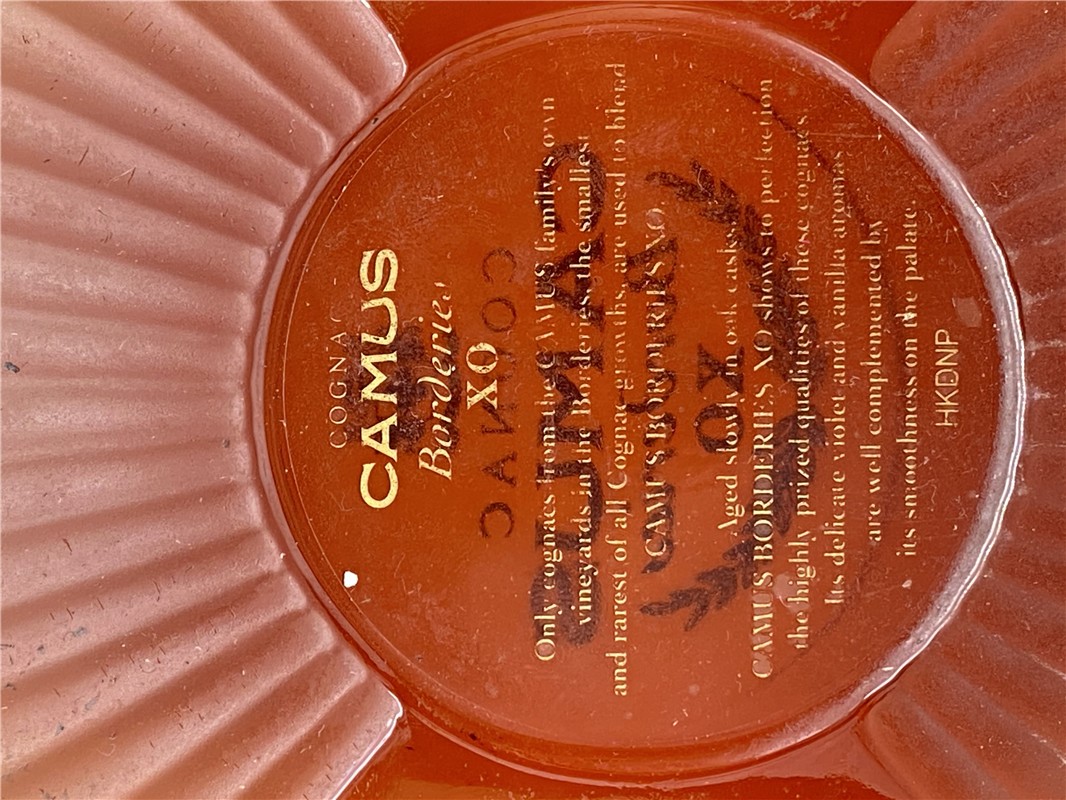 COGNAC
CAMUS
Borderies
XO
Only cognacs from the CAMUS family's own
vineyards in the Borderies, the smallest
and rarest of all Cognac growths, are used to blend
CAMUS BORDERIES XO.
Aged slowly in oak casks,
CAMUS BORDERIES XO shows to perfection
the highly prized qualities of these cognacs.
Its delicate violet and vanilla aromas
are well complemented by
its smoothness on the palate.
HKDNP
COGNAC
CAMUS
XO